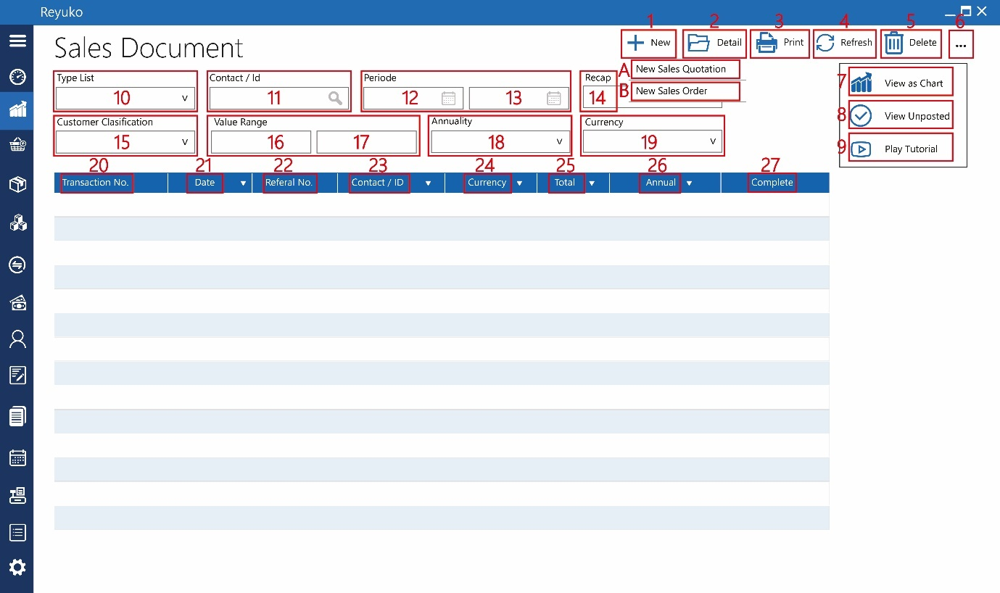 Reyuko
Sales Document
1 2 3 4 5 6
New Detail Print Refresh Delete ...
A New Sales Quotation
B New Sales Order
7 View as Chart
8 View Unposted
9 Play Tutorial
Type List Contact / Id Periode Recap
10 v 11 12 13 14
Customer Clasification Value Range Annuality Currency
15 v 16 17 18 v 19 v
20 21 22 23 24 25 26 27
Transaction No. Date Referal No. Contact / ID Currency Total Annual Complete